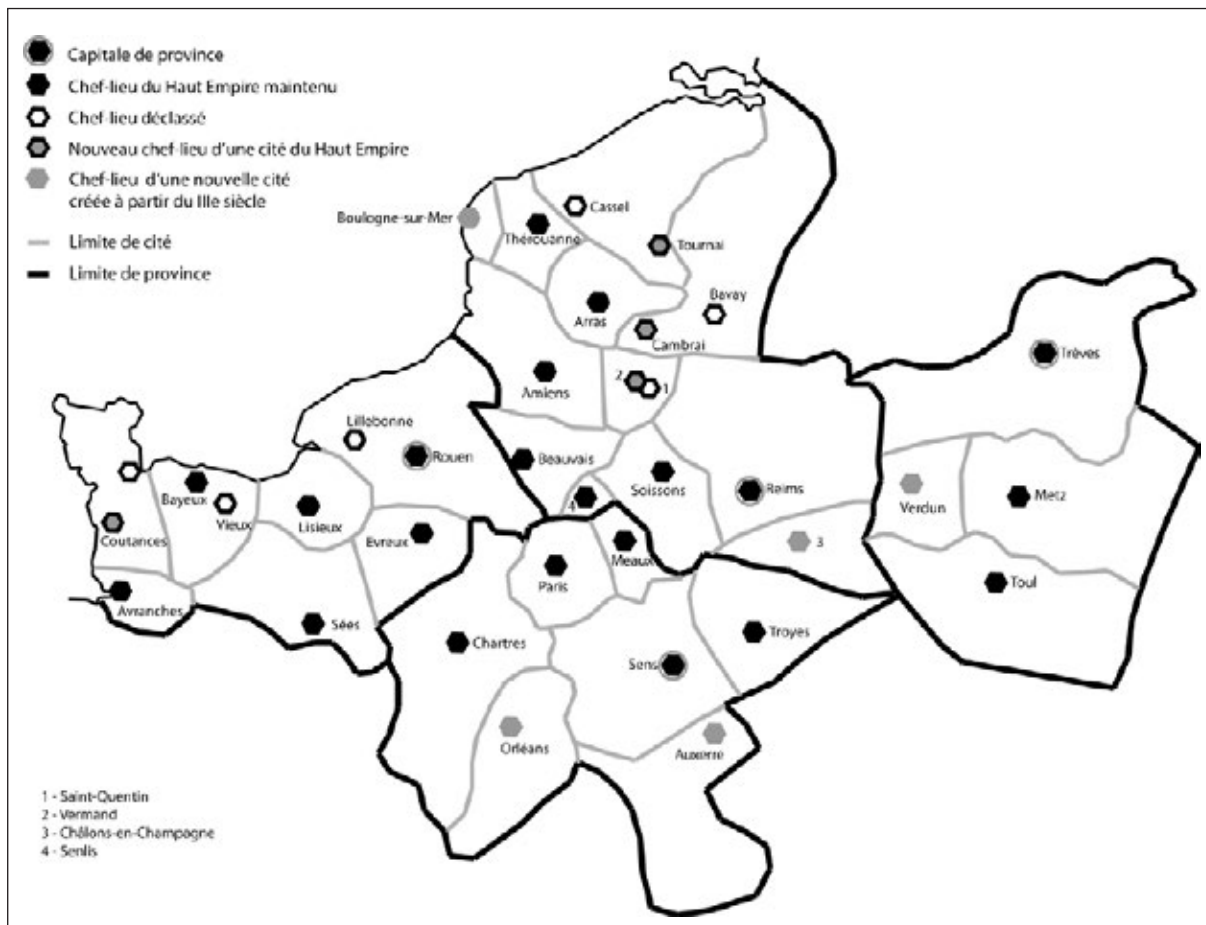 Capitale de province
Chef-lieu du Haut Empire maintenu
Chef-lieu déclassé
Nouveau chef-lieu d'une cité du Haut Empire
Chef-lieu d'une nouvelle cité
créée à partir du IIIe siècle
Limite de cité
Limite de province
Boulogne-sur-Mer
Cassel
Thérouanne
Tournai
Bavay
Arras
Cambrai
Trèves
2
1
Amiens
Lillebonne
Rouen
Beauvais
Soissons
Reims
Bayeux
Vieux
Lisieux
4
Verdun
Metz
Coutances
Evreux
Meaux
3
Paris
Toul
Avranches
Sées
Chartres
Troyes
Sens
Orléans
Auxerre
1 - Saint-Quentin
2 - Vermand
3 - Châlons-en-Champagne
4 - Senlis